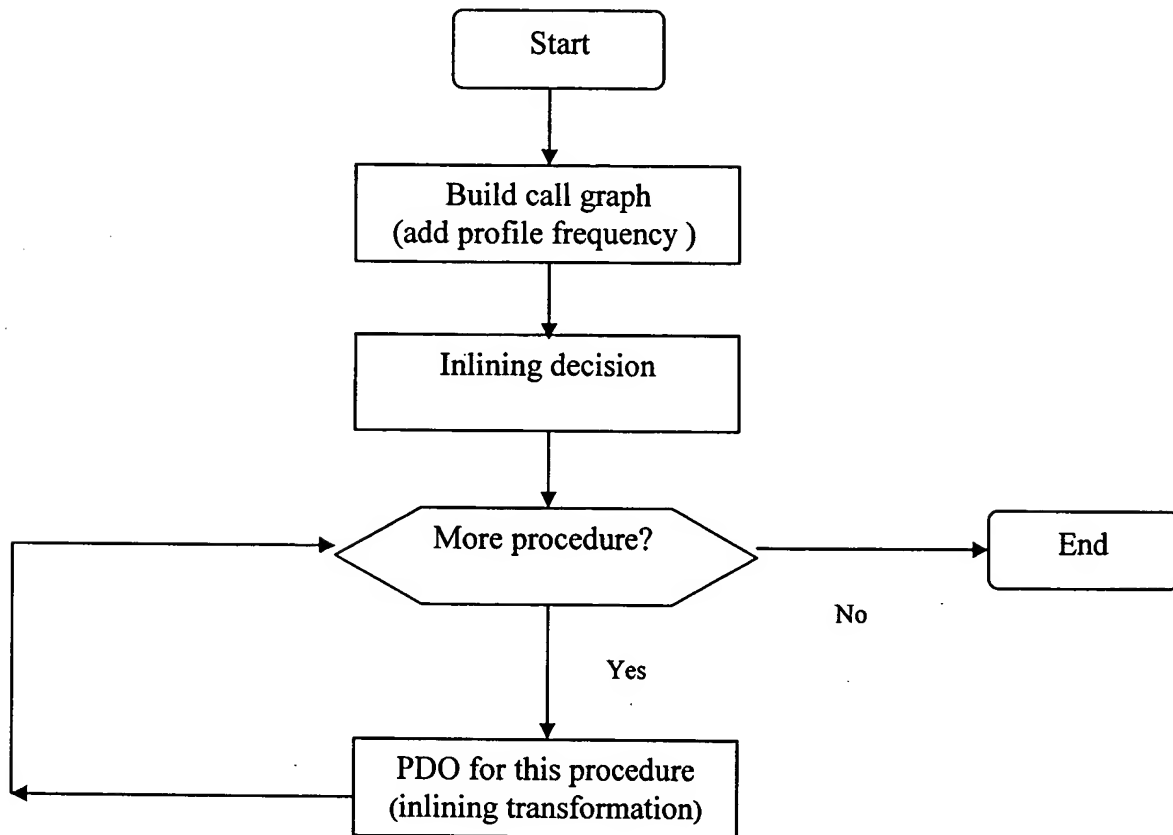 Start
Build call graph
(add profile frequency )
Inlining decision
More procedure?
End
No
Yes
PDO for this procedure
(inlining transformation)